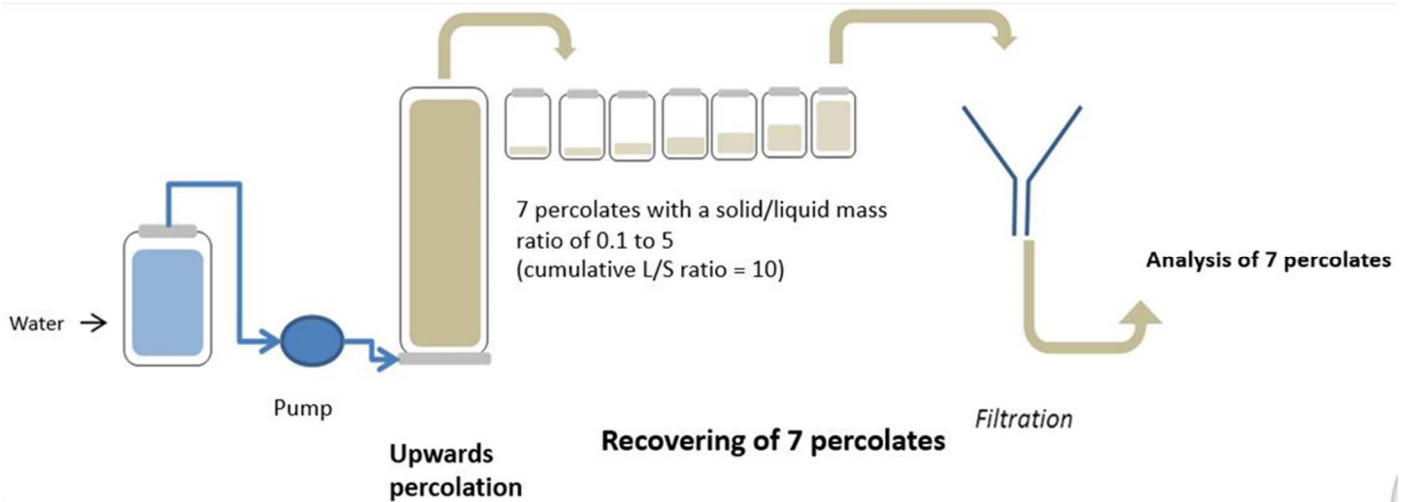 7 percolates with a solid/liquid mass
ratio of 0.1 to 5
(cumulative L/S ratio = 10)
Analysis of 7 percolates
Water
Pump
Filtration
Recovering of 7 percolates
Upwards
percolation